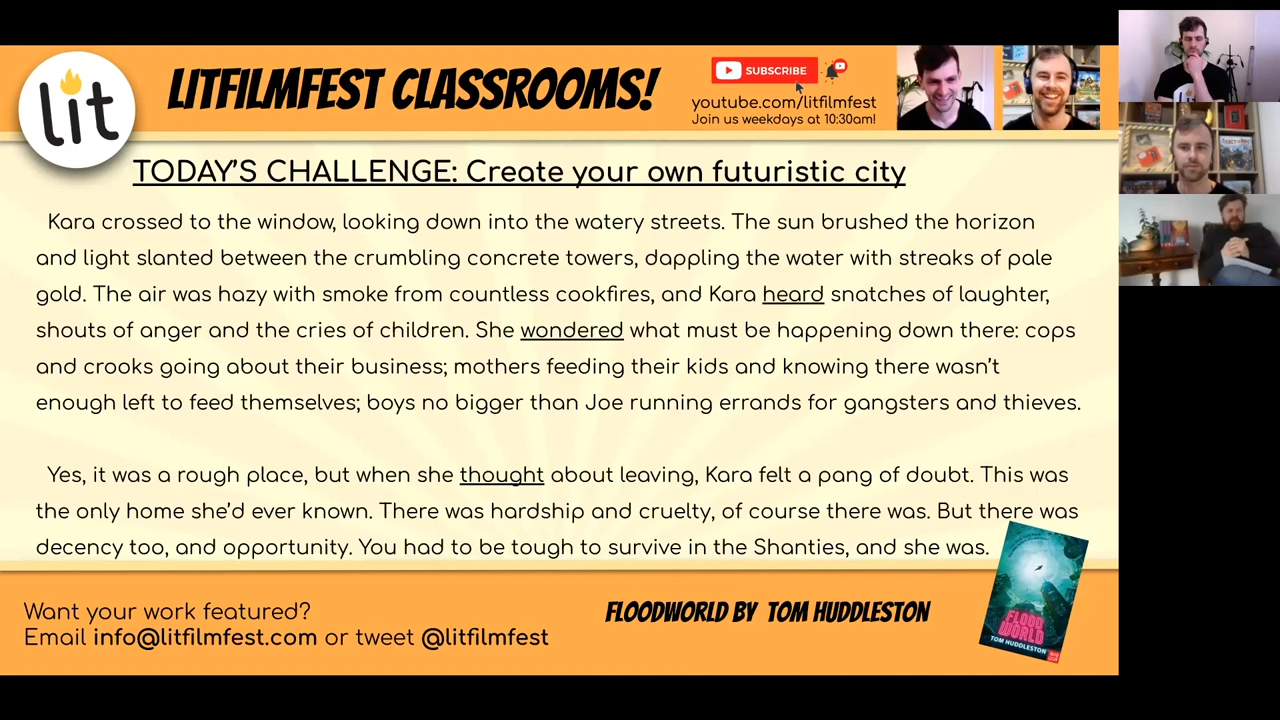 lit
LITFILMFEST CLASSROOMS!
SUBSCRIBE
youtube.com/litfilmfest
Join us weekdays at 10:30am!
TODAY'S CHALLENGE: Create your own futuristic city
Kara crossed to the window, looking down into the watery streets. The sun brushed the horizon
and light slanted between the crumbling concrete towers, dappling the water with streaks of pale
gold. The air was hazy with smoke from countless cookfires, and Kara heard snatches of laughter,
shouts of anger and the cries of children. She wondered what must be happening down there: cops
and crooks going about their business; mothers feeding their kids and knowing there wasn't
enough left to feed themselves; boys no bigger than Joe running errands for gangsters and thieves.
Yes, it was a rough place, but when she thought about leaving, Kara felt a pang of doubt. This was
the only home she'd ever known. There was hardship and cruelty, of course there was. But there was
decency too, and opportunity. You had to be tough to survive in the Shanties, and she was.
Want your work featured?
Email info@litfilmfest.com or tweet @litfilmfest
FLOODWORLD BY TOM HUDDLESTON
FLOOD
WORLD
TOM HUDDLESTON